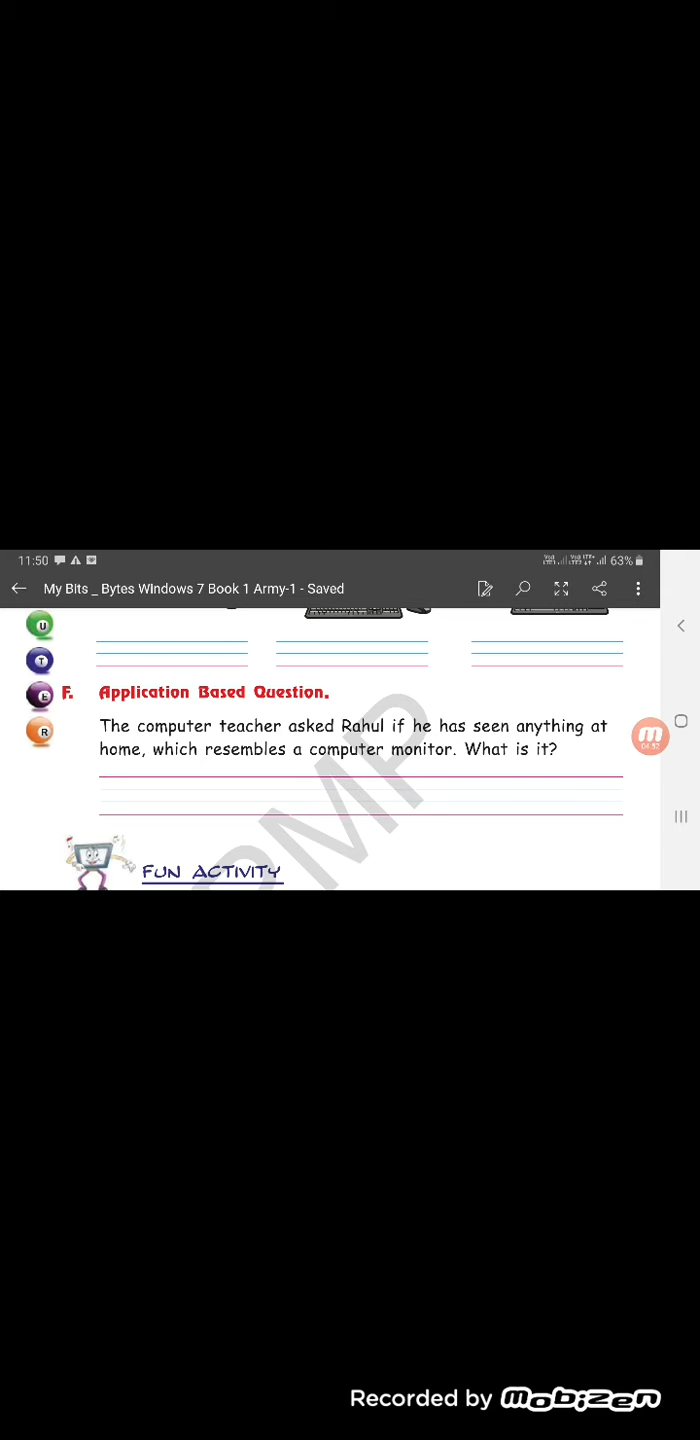 11:50 63%
My BIts _ Bytes WIndows 7 Book 1 Army-1 - Saved
U
T
E
R
F. Application Based Question.
The computer teacher asked Rahul if he has seen anything at
home, which resembles a computer monitor. What is it?
PMP
FUN ACTIVITY
Recorded by mobizen